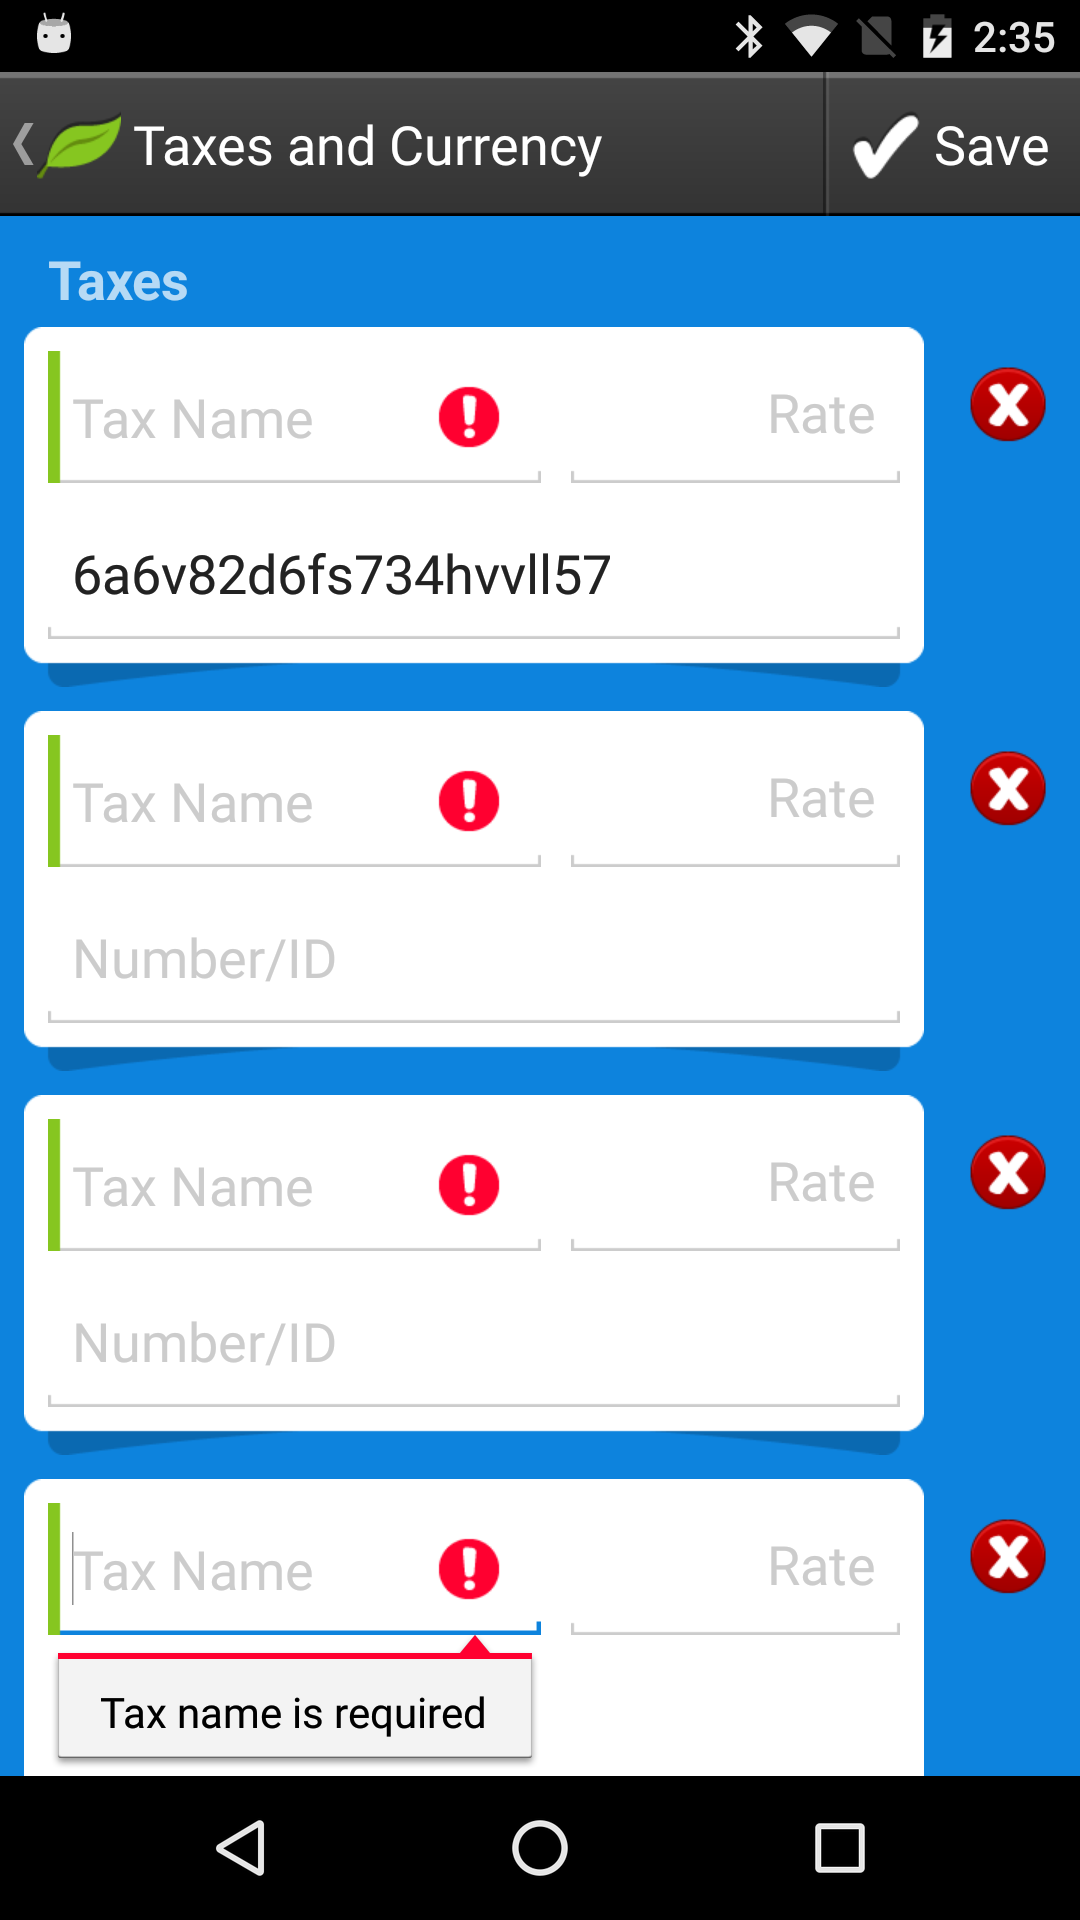 2:35
Taxes and Currency
Save
Taxes
Tax Name
Rate
6a6v82d6fs734hvvll57
Tax Name
Rate
Number/ID
Tax Name
Rate
Number/ID
Tax Name
Rate
Tax name is required